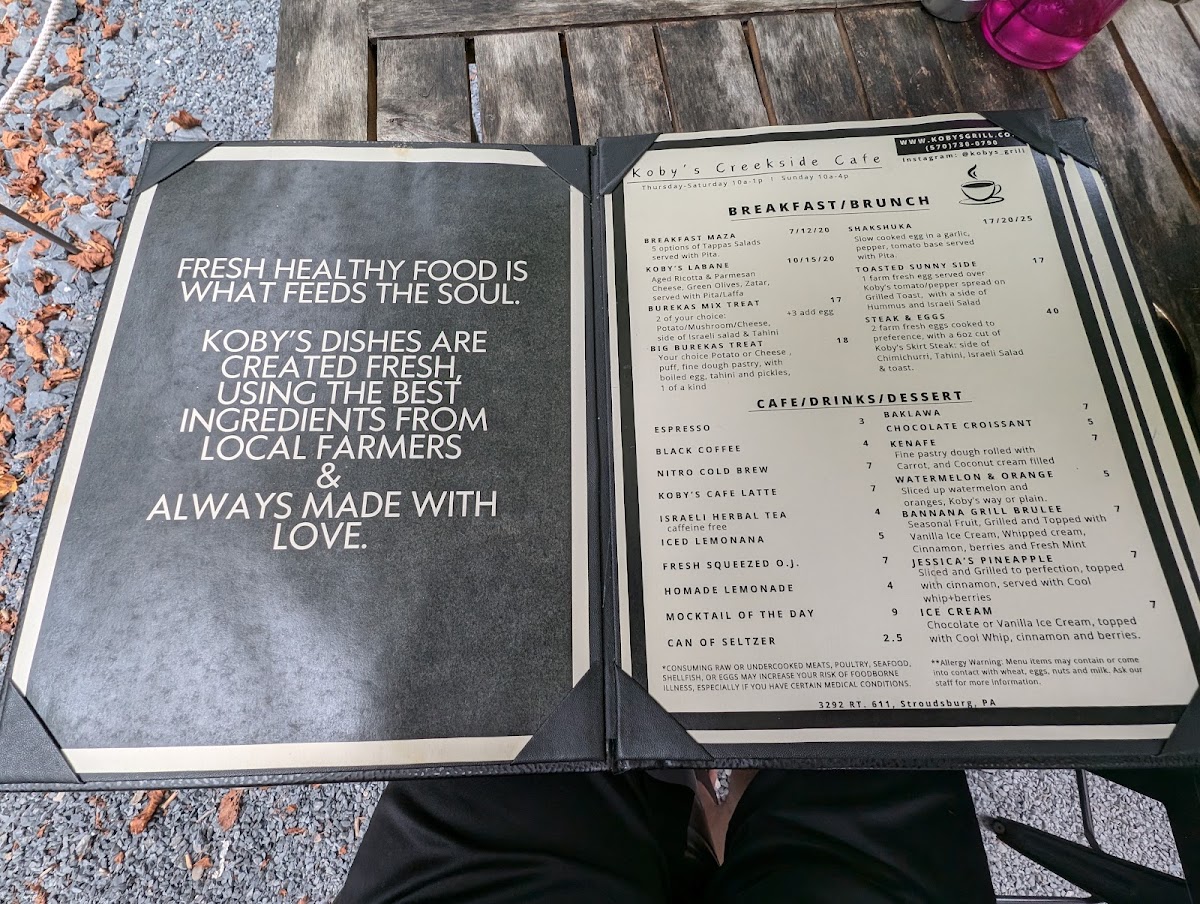 FRESH HEALTHY FOOD IS
WHAT FEEDS THE SOUL.
KOBY'S DISHES ARE
CREATED FRESH,
USING THE BEST
INGREDIENTS FROM
LOCAL FARMERS
&
ALWAYS MADE WITH
LOVE.
WWW.KOBYSGRILL.CO
(570)730-0790
Instagram: @kobys_grill
Koby's Creekside Cafe
Thursday-Saturday 10a-1p | Sunday 10a-4p
BREAKFAST/BRUNCH
BREAKFAST MAZA 7/12/20
5 options of Tappas Salads
served with Pita.
KOBY'S LABANE 10/15/20
Aged Ricotta & Parmesan
Cheese, Green Olives, Zatar,
served with Pita/Laffa
BUREKAS MIX TREAT 17
2 of your choice: +3 add egg
Potato/Mushroom/Cheese,
side of Israeli salad & Tahini
BIG BUREKAS TREAT 18
Your choice Potato or Cheese ,
puff, fine dough pastry, with
boiled egg, tahini and pickles,
1 of a kind
SHAKSHUKA 17/20/25
Slow cooked egg in a garlic,
pepper, tomato base served
with Pita.
TOASTED SUNNY SIDE 17
1 farm fresh egg served over
Koby's tomato/pepper spread on
Grilled Toast, with a side of
Hummus and Israeli Salad
STEAK & EGGS 40
2 farm fresh eggs cooked to
preference, with a 6oz cut of
Koby's Skirt Steak: side of
Chimichurri, Tahini, Israeli Salad
& toast.
CAFE/DRINKS/DESSERT
ESPRESSO 3
BLACK COFFEE 4
NITRO COLD BREW 7
KOBY'S CAFE LATTE 7
ISRAELI HERBAL TEA 4
caffeine free
ICED LEMONANA 5
FRESH SQUEEZED O.J. 7
HOMADE LEMONADE 4
MOCKTAIL OF THE DAY 9
CAN OF SELTZER 2.5
BAKLAWA 7
CHOCOLATE CROISSANT 5
KENAFE 7
Fine pastry dough rolled with
Carrot, and Coconut cream filled
WATERMELON & ORANGE 5
Sliced up watermelon and
oranges, Koby's way or plain.
BANNANA GRILL BRULEE 7
Seasonal Fruit, Grilled and Topped with
Vanilla Ice Cream, Whipped cream,
Cinnamon, berries and Fresh Mint
JESSICA'S PINEAPPLE 7
Sliced and Grilled to perfection, topped
with cinnamon, served with Cool
whip+berries
ICE CREAM 7
Chocolate or Vanilla Ice Cream, topped
with Cool Whip, cinnamon and berries.
*CONSUMING RAW OR UNDERCOOKED MEATS, POULTRY, SEAFOOD,
SHELLFISH, OR EGGS MAY INCREASE YOUR RISK OF FOODBORNE
ILLNESS, ESPECIALLY IF YOU HAVE CERTAIN MEDICAL CONDITIONS.
**Allergy Warning: Menu items may contain or come
into contact with wheat, eggs, nuts and milk. Ask our
staff for more information.
3292 RT. 611, Stroudsburg, PA